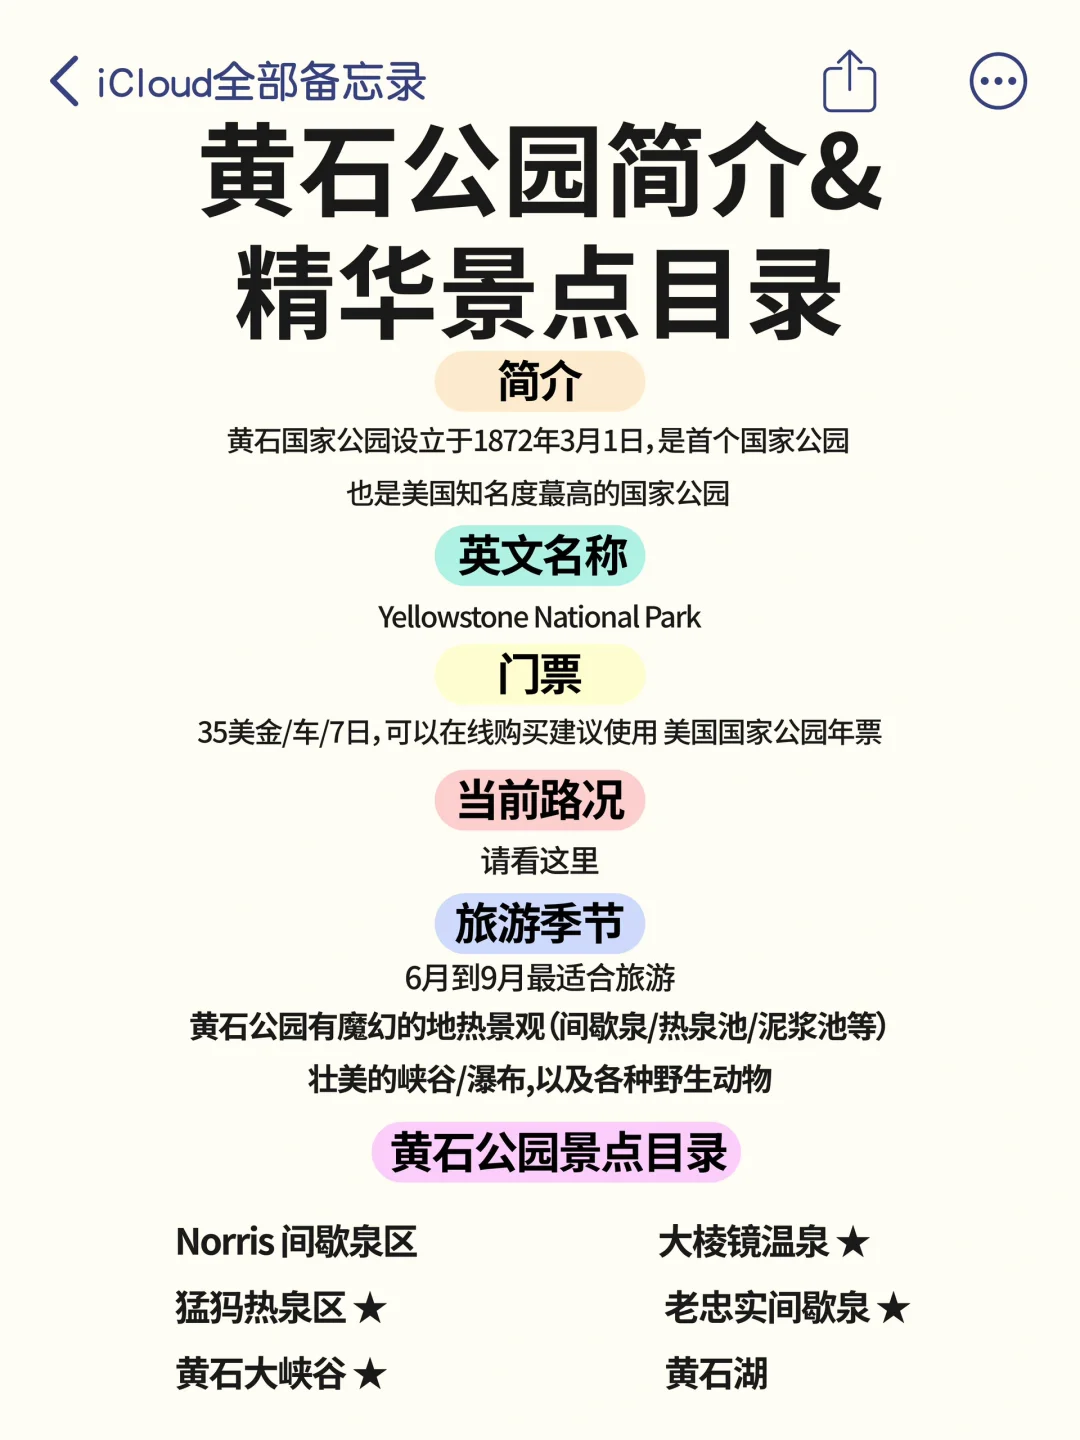 iCloud全部备忘录
黄石公园简介&
精华景点目录
简介
黄石国家公园设立于1872年3月1日，是首个国家公园
也是美国知名度最高的国家公园
英文名称
Yellowstone National Park
门票
35美金/车/7日，可以在线购买建议使用 美国国家公园年票
当前路况
请看这里
旅游季节
6月到9月最适合旅游
黄石公园有魔幻的地热景观（间歇泉/热泉池/泥浆池等）
壮美的峡谷/瀑布,以及各种野生动物
黄石公园景点目录
Norris 间歇泉区
大棱镜温泉 ★
猛犸热泉区 ★
老忠实间歇泉 ★
黄石大峡谷 ★
黄石湖